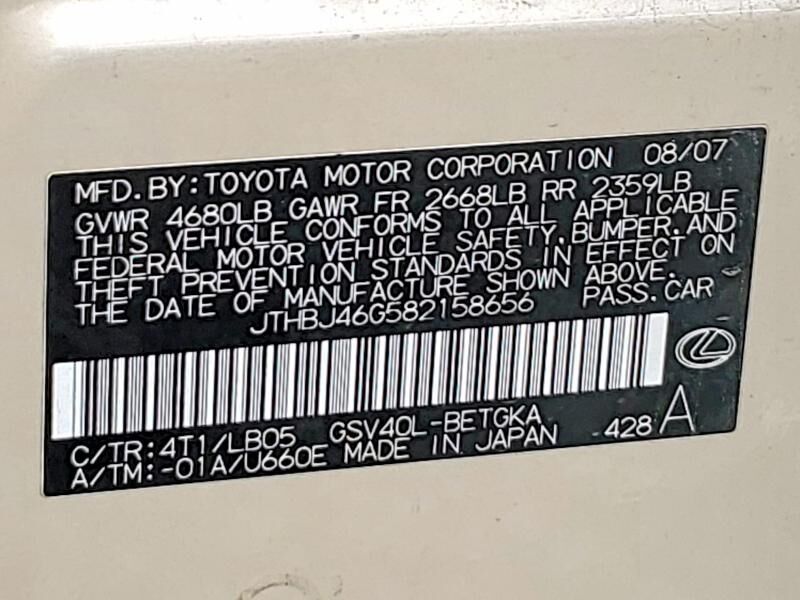 MFD. BY: TOYOTA MOTOR CORPORATION 08/07
GVWR 4680LB GAWR FR 2668LB RR 2359LB
THIS VEHICLE CONFORMS TO ALL APPLICABLE
FEDERAL MOTOR VEHICLE SAFETY, BUMPER, AND
THEFT PREVENTION STANDARDS IN EFFECT ON
THE DATE OF MANUFACTURE SHOWN ABOVE.
JTHBJ46G582158656 PASS. CAR
C/TR: 4T1/LB05 GSV40L-BETGKA
A/TM: -01A/U660E MADE IN JAPAN 428 A